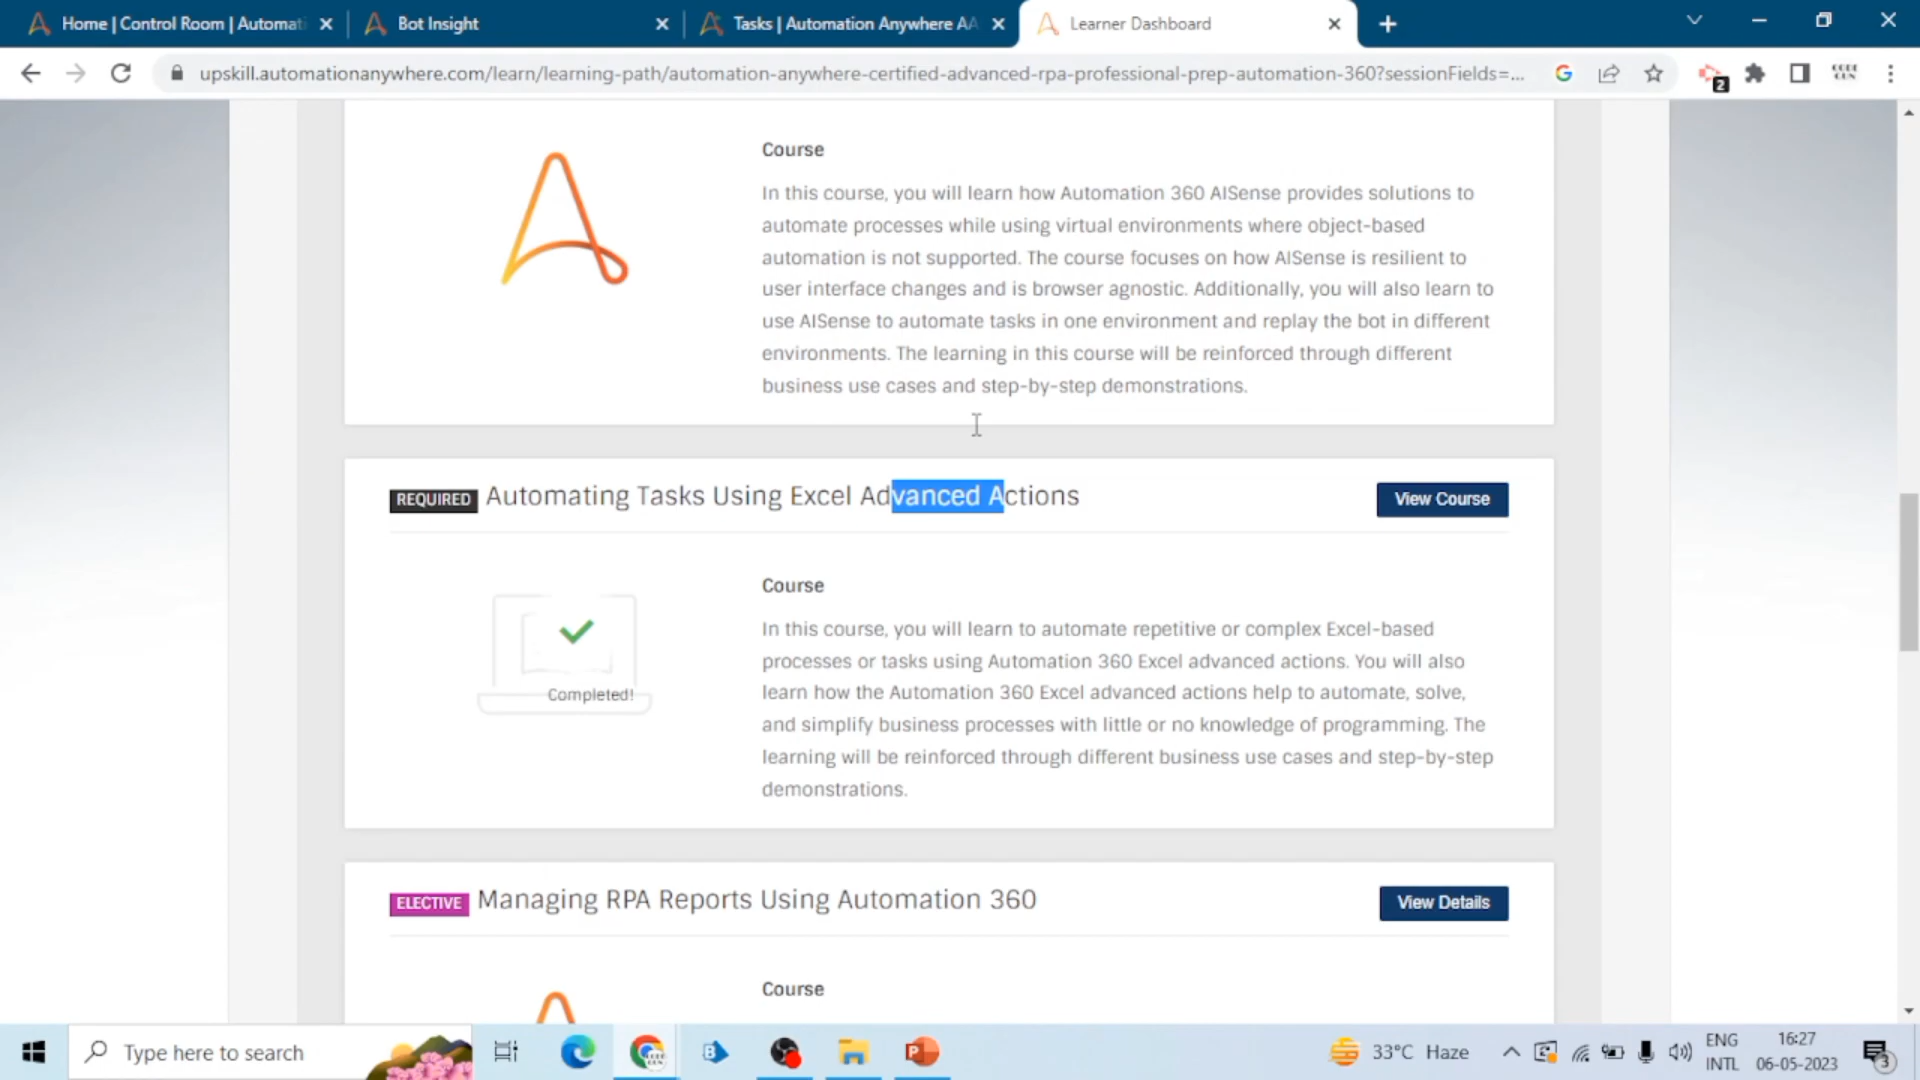 Home | Control Room | Automati
Bot Insight
Tasks | Automation Anywhere AA
Learner Dashboard
upskill.automationanywhere.com/learn/learning-path/automation-anywhere-certified-advanced-rpa-professional-prep-automation-360?sessionFields=...
2
CODE
GUN
Course
In this course, you will learn how Automation 360 AISense provides solutions to
automate processes while using virtual environments where object-based
automation is not supported. The course focuses on how AISense is resilient to
user interface changes and is browser agnostic. Additionally, you will also learn to
use AISense to automate tasks in one environment and replay the bot in different
environments. The learning in this course will be reinforced through different
business use cases and step-by-step demonstrations.
REQUIRED Automating Tasks Using Excel Advanced Actions
View Course
Completed!
Course
In this course, you will learn to automate repetitive or complex Excel-based
processes or tasks using Automation 360 Excel advanced actions. You will also
learn how the Automation 360 Excel advanced actions help to automate, solve,
and simplify business processes with little or no knowledge of programming. The
learning will be reinforced through different business use cases and step-by-step
demonstrations.
ELECTIVE Managing RPA Reports Using Automation 360
View Details
Course
Type here to search
33°C Haze
ENG
INTL
16:27
06-05-2023
3